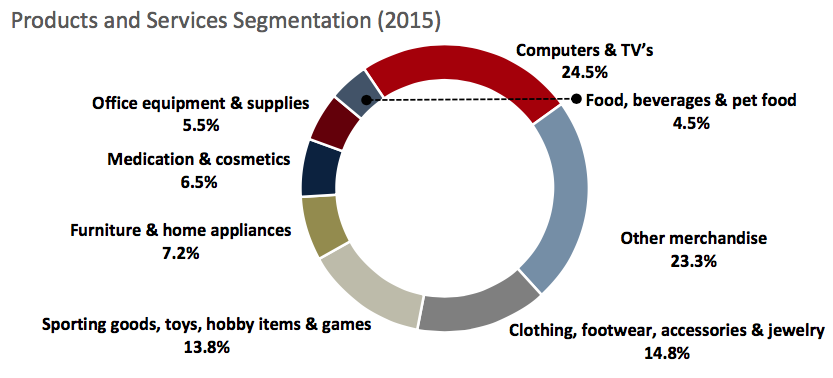 Products and Services Segmentation (2015)
Computers & TV's
24.5%
Food, beverages & pet food
4.5%
Other merchandise
23.3%
Clothing, footwear, accessories & jewelry
14.8%
Sporting goods, toys, hobby items & games
13.8%
Furniture & home appliances
7.2%
Medication & cosmetics
6.5%
Office equipment & supplies
5.5%